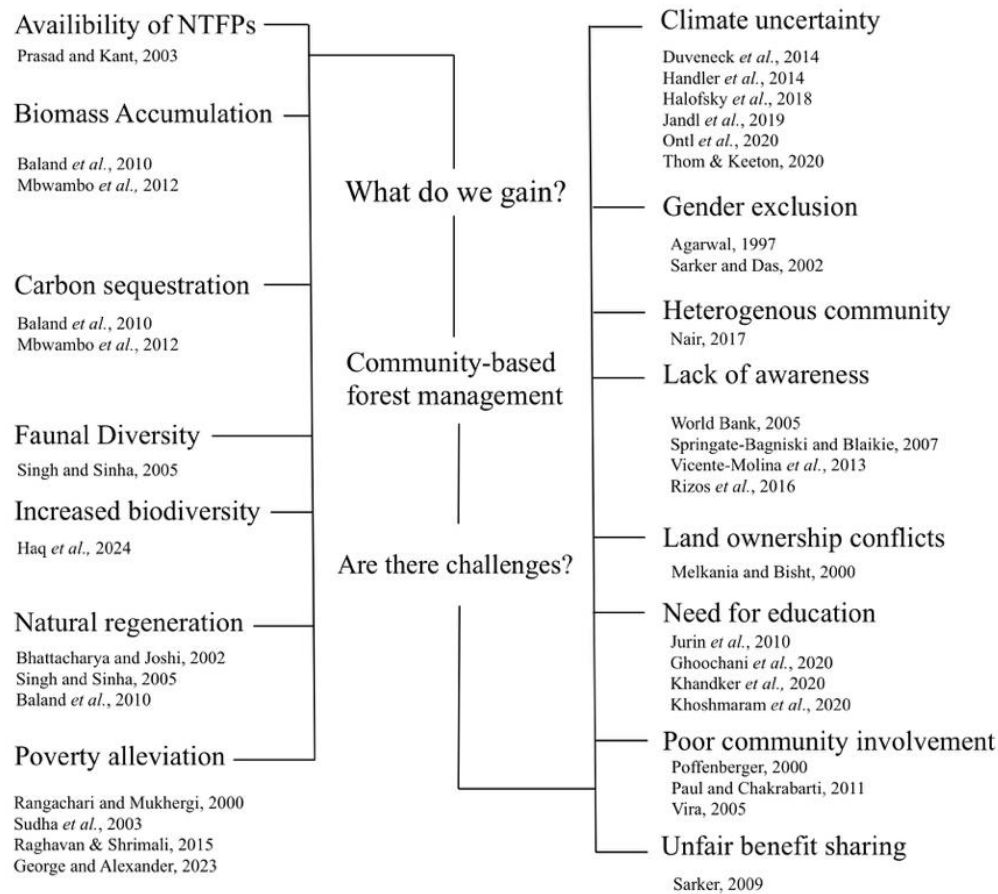 Availibility of NTFPs
Prasad and Kant, 2003
Biomass Accumulation
Baland et al., 2010
Mbwambo et al., 2012
Carbon sequestration
Baland et al., 2010
Mbwambo et al., 2012
Faunal Diversity
Singh and Sinha, 2005
Increased biodiversity
Haq et al., 2024
Natural regeneration
Bhattacharya and Joshi, 2002
Singh and Sinha, 2005
Baland et al., 2010
Poverty alleviation
Rangachari and Mukhergi, 2000
Sudha et al., 2003
Raghavan & Shrimali, 2015
George and Alexander, 2023
What do we gain?
Community-based
forest management
Are there challenges?
Climate uncertainty
Duveneck et al., 2014
Handler et al., 2014
Halofsky et al., 2018
Jandl et al., 2019
Ontl et al., 2020
Thom & Keeton, 2020
Gender exclusion
Agarwal, 1997
Sarker and Das, 2002
Heterogenous community
Nair, 2017
Lack of awareness
World Bank, 2005
Springate-Bagniski and Blaikie, 2007
Vicente-Molina et al., 2013
Rizos et al., 2016
Land ownership conflicts
Melkania and Bisht, 2000
Need for education
Jurin et al., 2010
Ghoochani et al., 2020
Khandker et al., 2020
Khoshmaram et al., 2020
Poor community involvement
Poffenberger, 2000
Paul and Chakrabarti, 2011
Vira, 2005
Unfair benefit sharing
Sarker, 2009